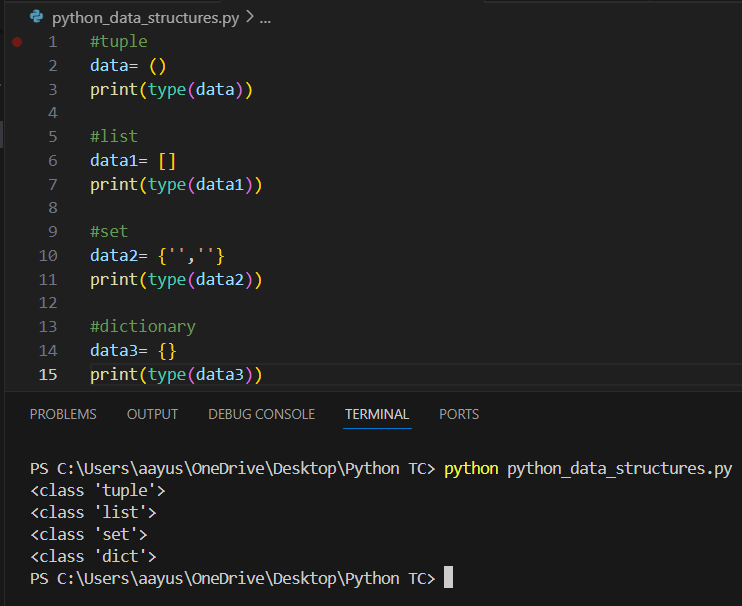 python_data_structures.py > ...
1 #tuple
2 data= ()
3 print(type(data))
4
5 #list
6 data1= []
7 print(type(data1))
8
9 #set
10 data2= {'',''}
11 print(type(data2))
12
13 #dictionary
14 data3= {}
15 print(type(data3))
PROBLEMS OUTPUT DEBUG CONSOLE TERMINAL PORTS
PS C:\Users\aayus\OneDrive\Desktop\Python TC> python python_data_structures.py
<class 'tuple'>
<class 'list'>
<class 'set'>
<class 'dict'>
PS C:\Users\aayus\OneDrive\Desktop\Python TC>